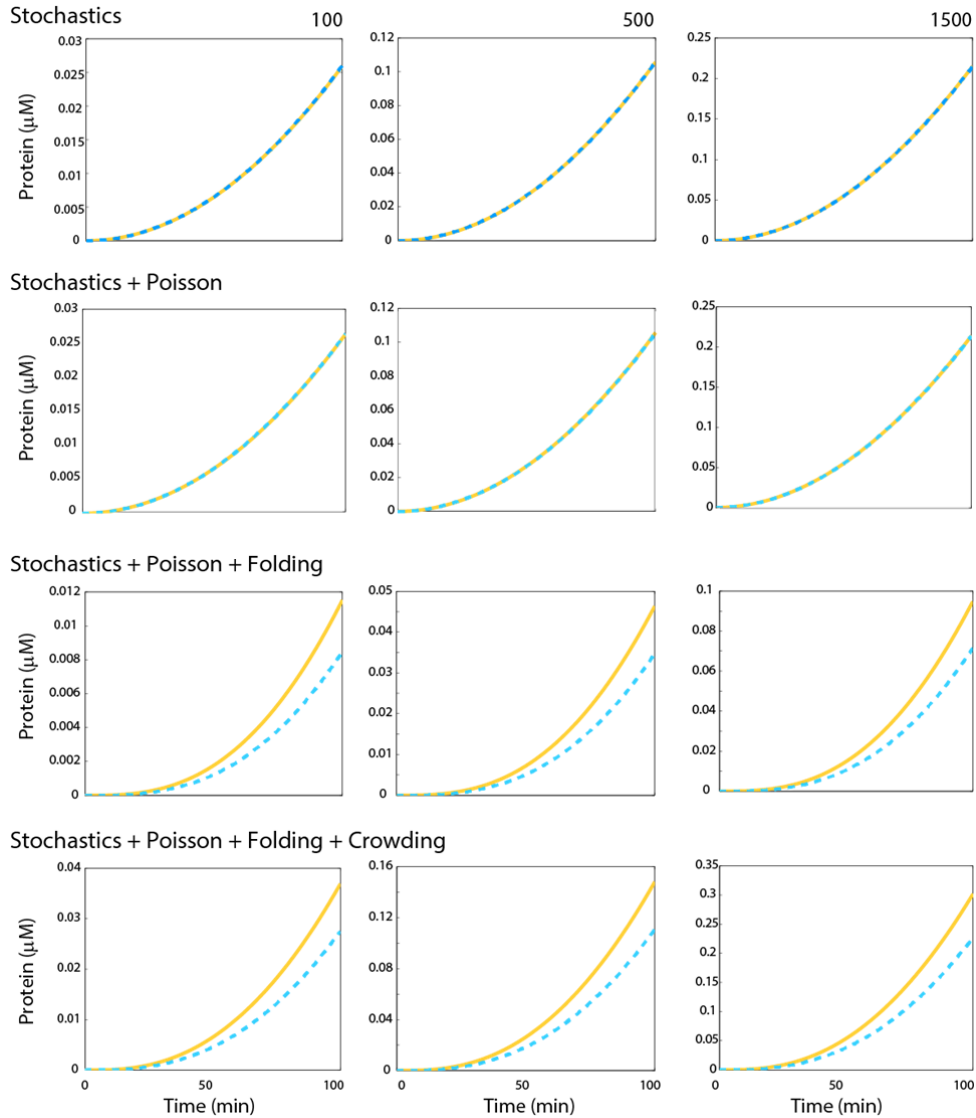 Stochastics 100 500 1500
0.03 0.12 0.25
0.025 0.1 0.2
0.02 0.08 0.15
0.015 0.06 0.1
0.01 0.04 0.05
0.005 0.02
0 0 0
Protein (μM)
Stochastics + Poisson
0.03 0.12 0.25
0.025 0.1 0.2
0.02 0.08 0.15
0.015 0.06 0.1
0.01 0.04 0.05
0.005 0.02
0 0 0
Protein (μM)
Stochastics + Poisson + Folding
0.012 0.05 0.1
0.01 0.04 0.08
0.008 0.03 0.06
0.006 0.02 0.04
0.004 0.01 0.02
0.002
0 0 0
Protein (μM)
Stochastics + Poisson + Folding + Crowding
0.04 0.16 0.35
0.03 0.12 0.3
0.02 0.08 0.25
0.001 0.04 0.2
0.15
0.1
0.05
0 0 0
Protein (μM)
0 50 100 0 50 100 0 50 100
Time (min) Time (min) Time (min)